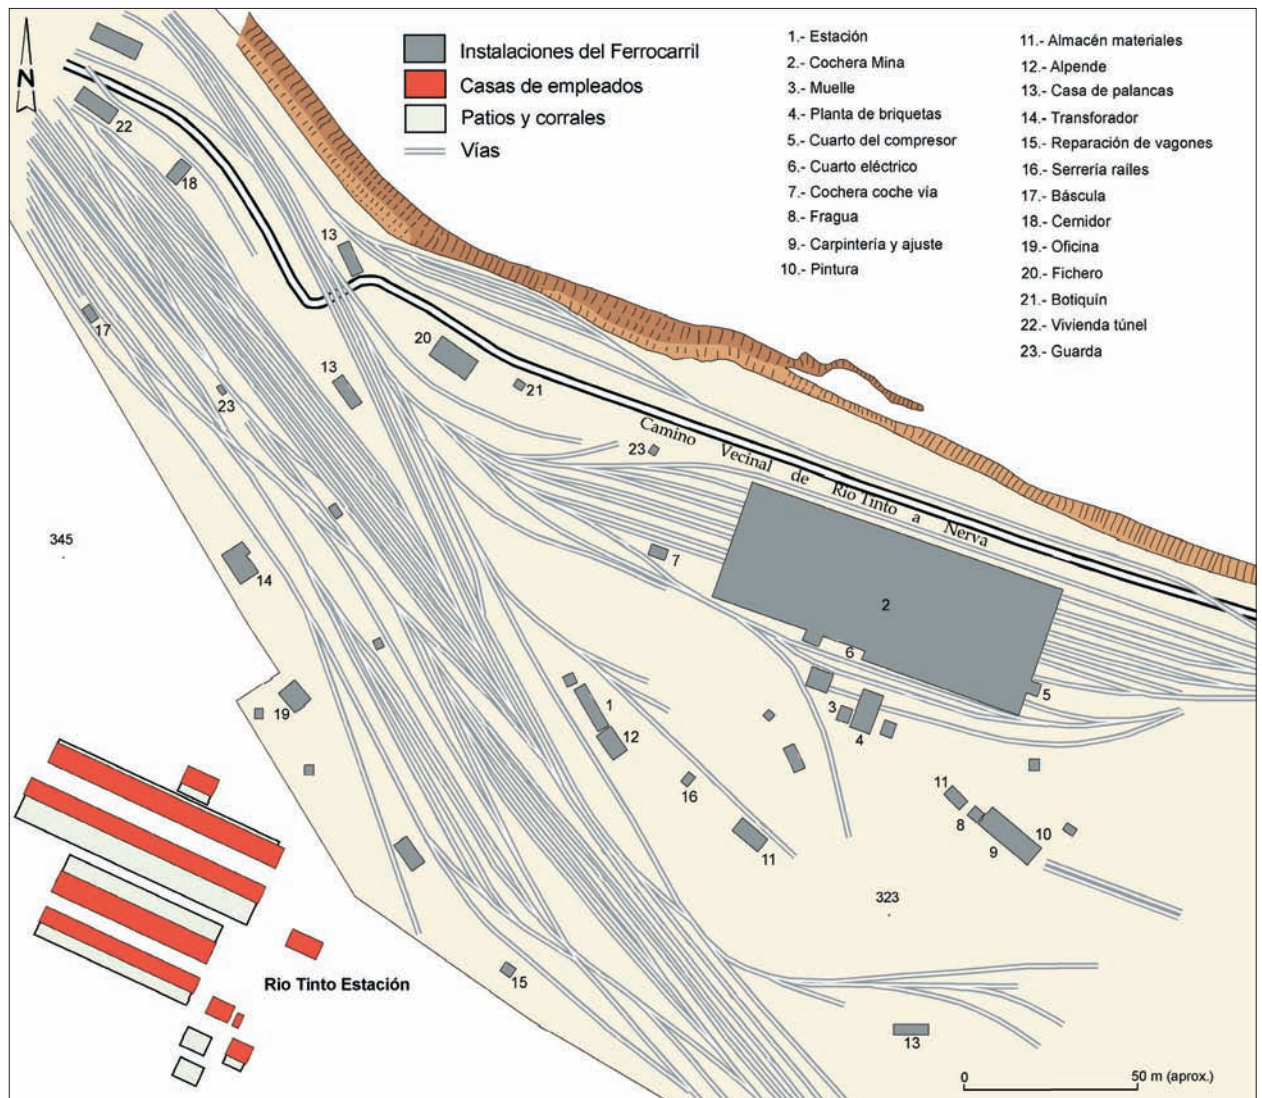 N
Instalaciones del Ferrocarril
Casas de empleados
Patios y corrales
Vías
1.- Estación
2.- Cochera Mina
3.- Muelle
4.- Planta de briquetas
5.- Cuarto del compresor
6.- Cuarto eléctrico
7.- Cochera coche vía
8.- Fragua
9.- Carpintería y ajuste
10.- Pintura
11.- Almacén materiales
12.- Alpende
13.- Casa de palancas
14.- Transforador
15.- Reparación de vagones
16.- Serrería raíles
17.- Báscula
18.- Cernidor
19.- Oficina
20.- Fichero
21.- Botiquín
22.- Vivienda túnel
23.- Guarda
22
18
13
17
20
13
21
23
23
Camino Vecinal de Rio Tinto a Nerva
345
14
7
2
6
5
19
1
3
4
12
16
11
11
8
10
9
323
Rio Tinto Estación
15
13
0
50 m (aprox.)